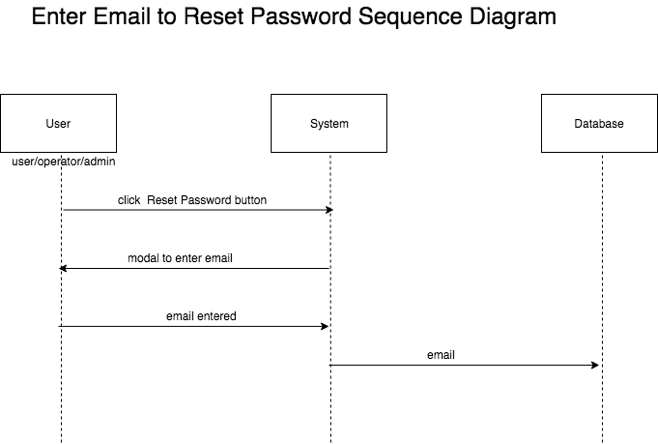 Enter Email to Reset Password Sequence Diagram
User
System
Database
user/operator/admin
click Reset Password button
modal to enter email
email entered
email